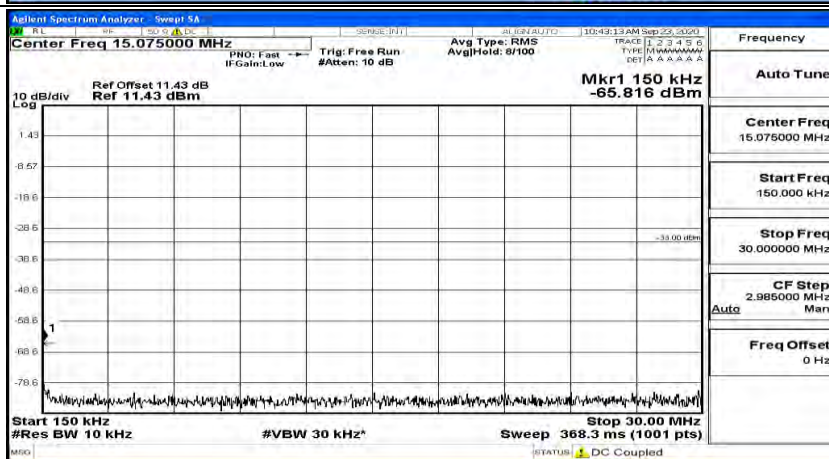 Agilent Spectrum Analyzer - Swept SA
RL RF 50 Ω DC SENSE:INT ALIGN AUTO 10:43:13 AM Sep 23, 2020
Center Freq 15.075000 MHz
PNO: Fast
IFGain:Low
Trig: Free Run
#Atten: 10 dB
Avg Type: RMS
Avg|Hold: 8/100
TRACE 1 2 3 4 5 6
TYPE MWWWWW
DET A A A A A A
Ref Offset 11.43 dB
10 dB/div Ref 11.43 dBm
Log
Mkr1 150 kHz
-65.816 dBm
1.43
-8.57
-18.6
-28.6
-33.00 dBm
-38.6
-48.6
-58.6
1
-68.6
-78.6
Start 150 kHz
Stop 30.00 MHz
#Res BW 10 kHz
#VBW 30 kHz*
Sweep 368.3 ms (1001 pts)
MSG
STATUS DC Coupled
Frequency
Auto Tune
Center Freq
15.075000 MHz
Start Freq
150.000 kHz
Stop Freq
30.000000 MHz
CF Step
2.985000 MHz
Auto Man
Freq Offset
0 Hz